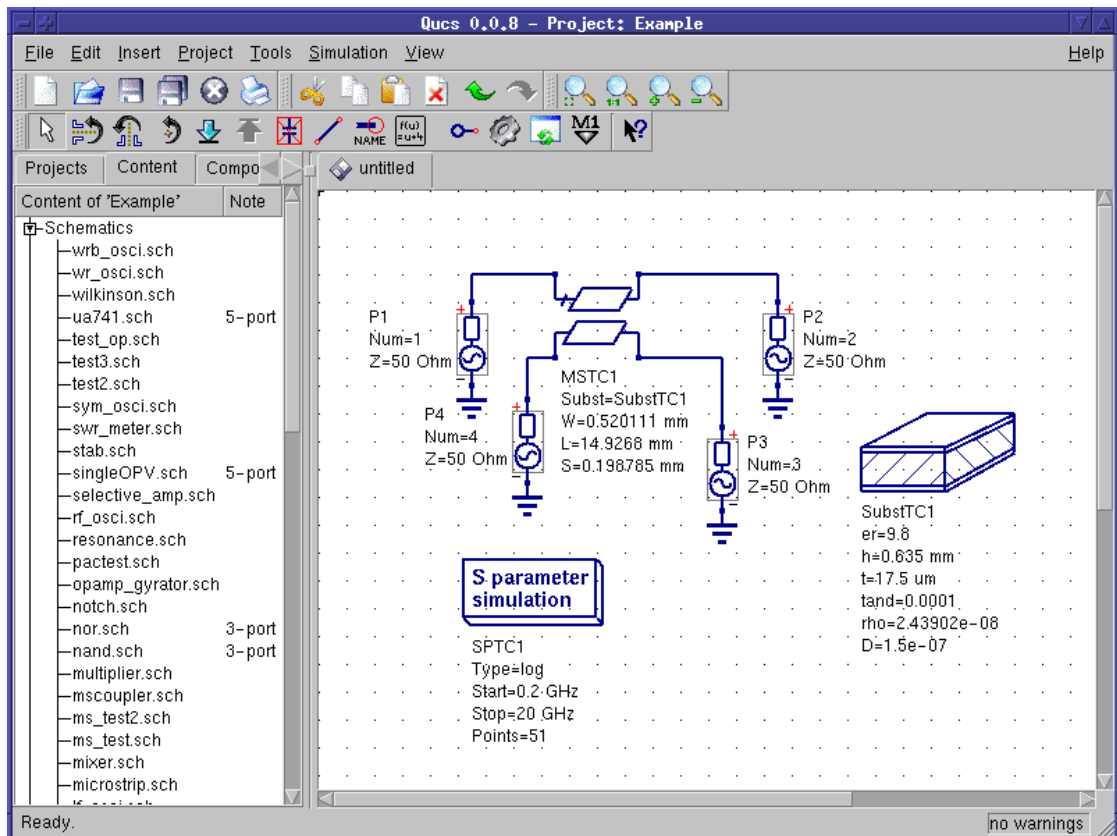 Qucs 0.0.8 - Project: Example
File Edit Insert Project Tools Simulation View Help
NAME
f(u)
=u+4
M1
?
1:1
Projects Content Compo
untitled
Content of 'Example' Note
Schematics
wrb_osci.sch
wr_osci.sch
wilkinson.sch
ua741.sch 5-port
test_op.sch
test3.sch
test2.sch
sym_osci.sch
swr_meter.sch
stab.sch
singleOPV.sch 5-port
selective_amp.sch
rf_osci.sch
resonance.sch
pactest.sch
opamp_gyrator.sch
notch.sch
nor.sch 3-port
nand.sch 3-port
multiplier.sch
mscoupler.sch
ms_test2.sch
ms_test.sch
mixer.sch
microstrip.sch
P1
Num=1
Z=50 Ohm
P2
Num=2
Z=50 Ohm
MSTC1
Subst=SubstTC1
W=0.520111 mm
L=14.9268 mm
S=0.198785 mm
P4
Num=4
Z=50 Ohm
P3
Num=3
Z=50 Ohm
SubstTC1
er=9.8
h=0.635 mm
t=17.5 um
tand=0.0001
rho=2.43902e-08
D=1.5e-07
S parameter
simulation
SPTC1
Type=log
Start=0.2 GHz
Stop=20 GHz
Points=51
Ready. no warnings